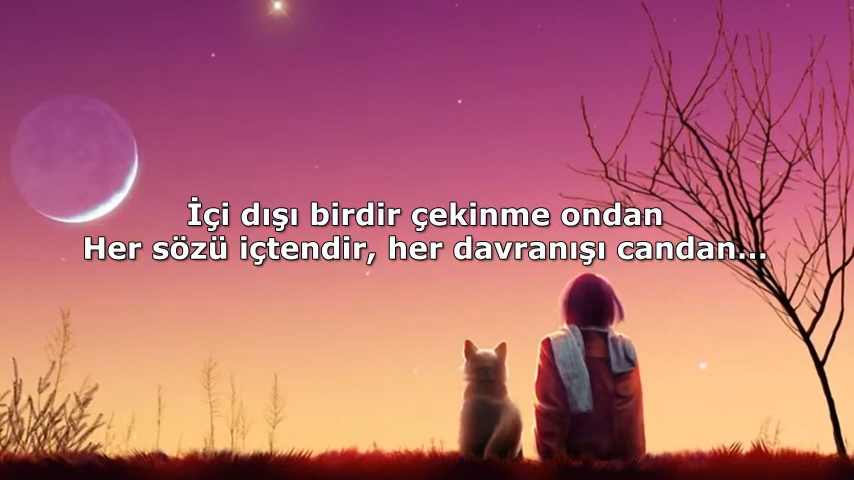 İçi dışı birdir çekinme ondan
Her sözü içtendir, her davranışı candan...